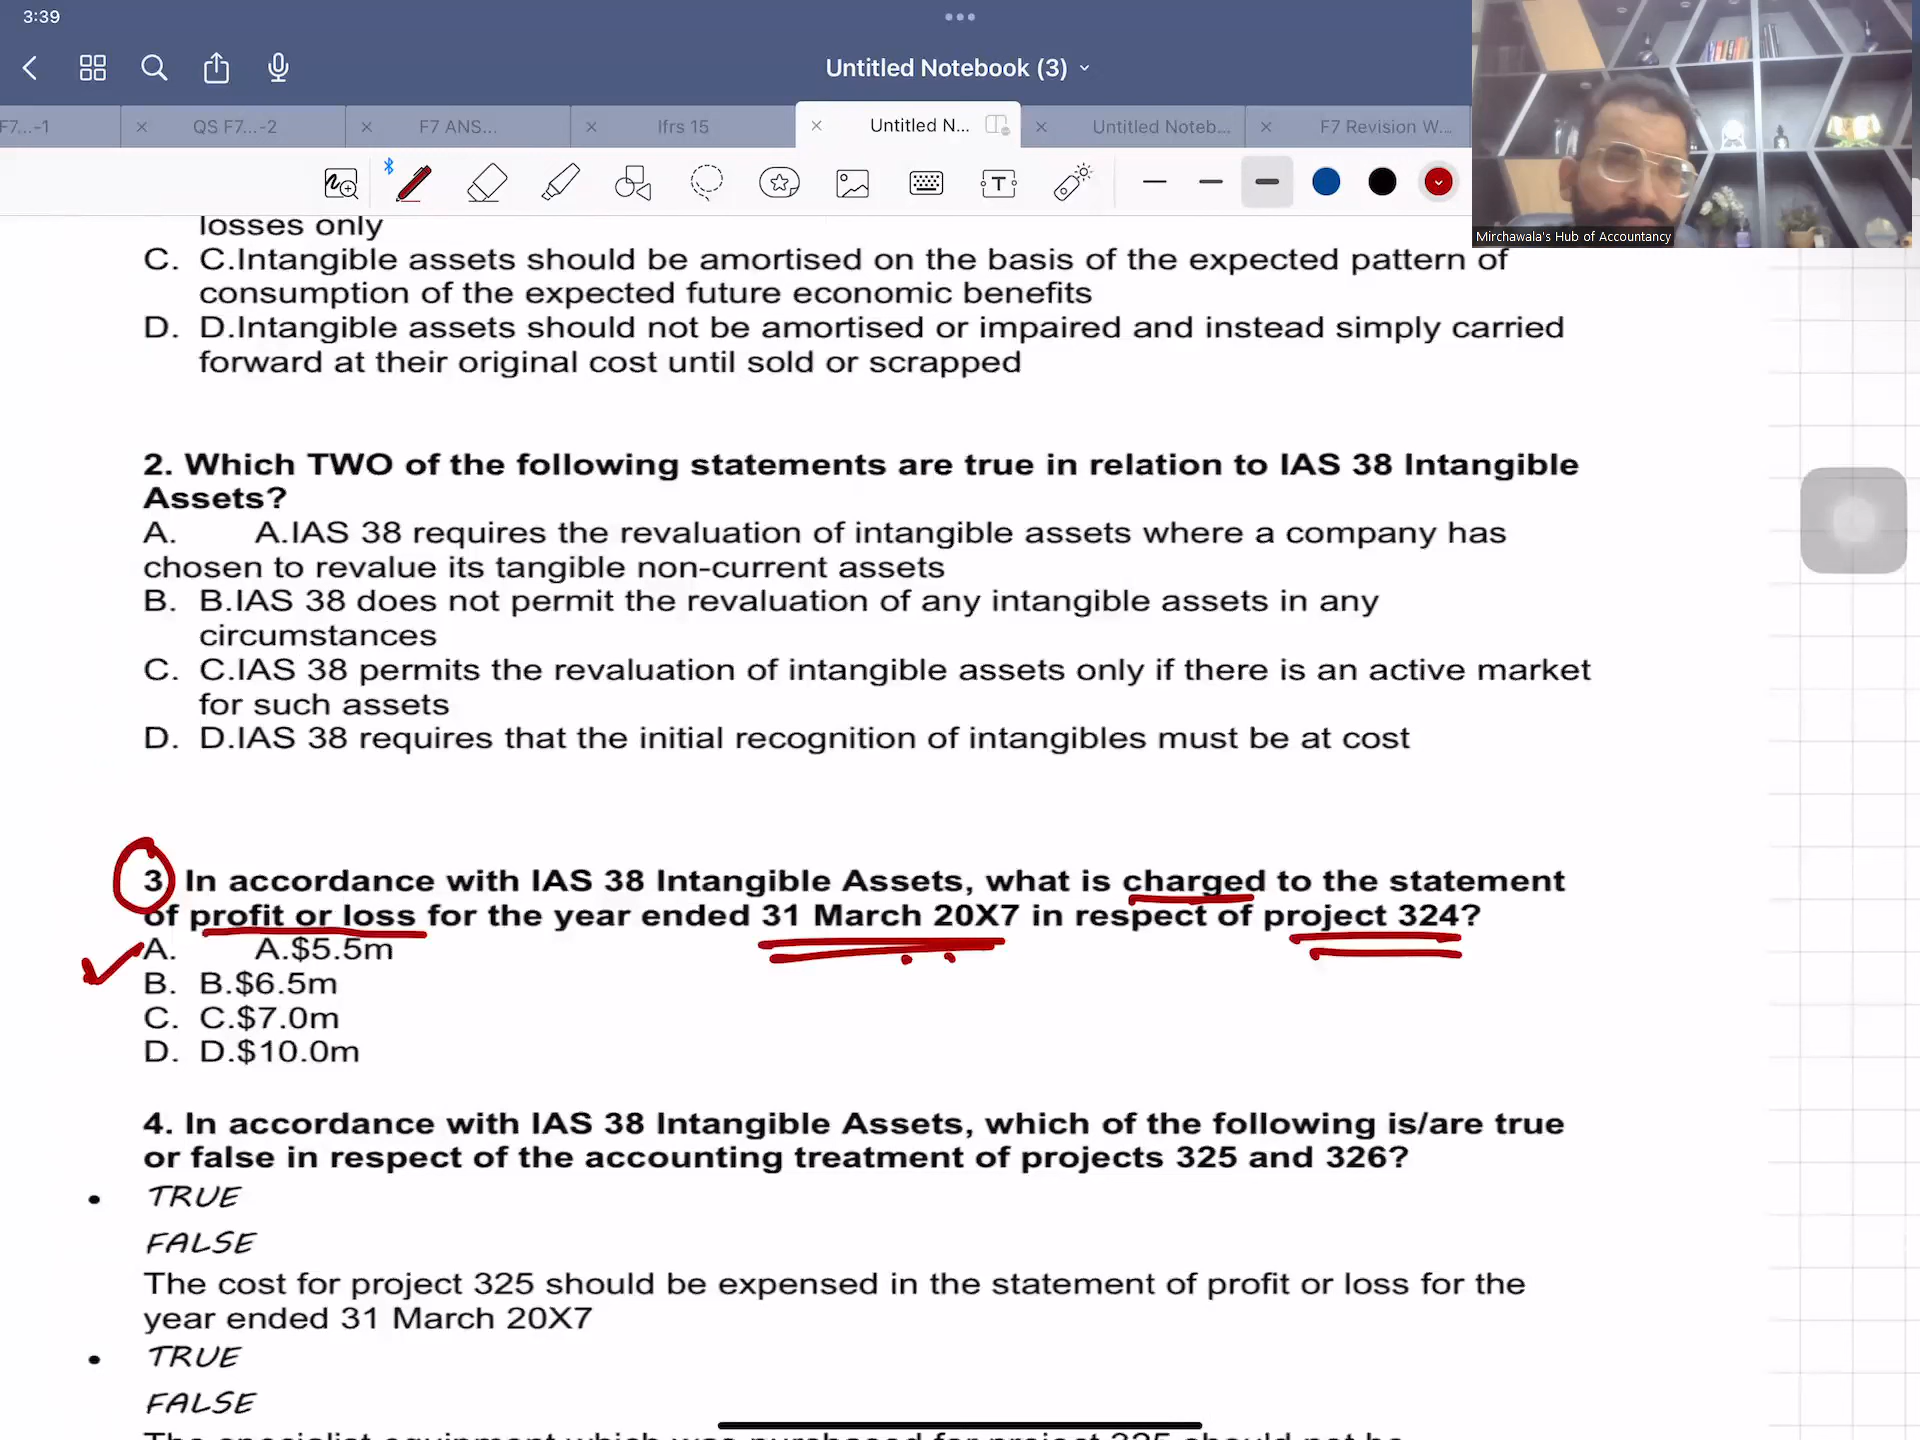 3:39
Untitled Notebook (3)
F7...-1
QS F7...-2
F7 ANS...
Ifrs 15
Untitled N...
Untitled Noteb...
F7 Revision W...
Mirchawala's Hub of Accountancy
losses only
C. C.Intangible assets should be amortised on the basis of the expected pattern of
consumption of the expected future economic benefits
D. D.Intangible assets should not be amortised or impaired and instead simply carried
forward at their original cost until sold or scrapped
2. Which TWO of the following statements are true in relation to IAS 38 Intangible
Assets?
A. A.IAS 38 requires the revaluation of intangible assets where a company has
chosen to revalue its tangible non-current assets
B. B.IAS 38 does not permit the revaluation of any intangible assets in any
circumstances
C. C.IAS 38 permits the revaluation of intangible assets only if there is an active market
for such assets
D. D.IAS 38 requires that the initial recognition of intangibles must be at cost
3. In accordance with IAS 38 Intangible Assets, what is charged to the statement
of profit or loss for the year ended 31 March 20X7 in respect of project 324?
A. A.$5.5m
B. B.$6.5m
C. C.$7.0m
D. D.$10.0m
4. In accordance with IAS 38 Intangible Assets, which of the following is/are true
or false in respect of the accounting treatment of projects 325 and 326?
• TRUE
FALSE
The cost for project 325 should be expensed in the statement of profit or loss for the
year ended 31 March 20X7
• TRUE
FALSE
The specialist equipment which was purchased for project 325 should not be